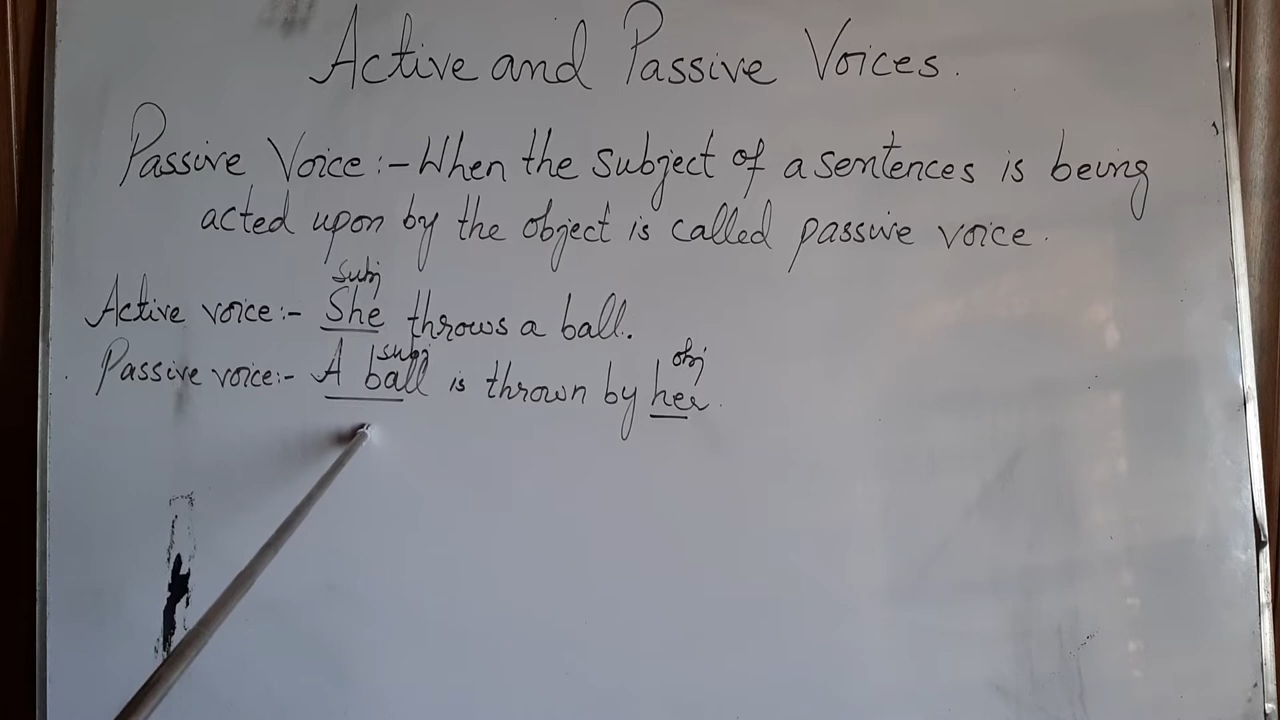 Active and Passive Voices.
Passive Voice:- When the subject of a sentences is being
acted upon by the object is called passive voice.
subj
Active voice:- She throws a ball.
subj obj
Passive voice:- A ball is thrown by her.